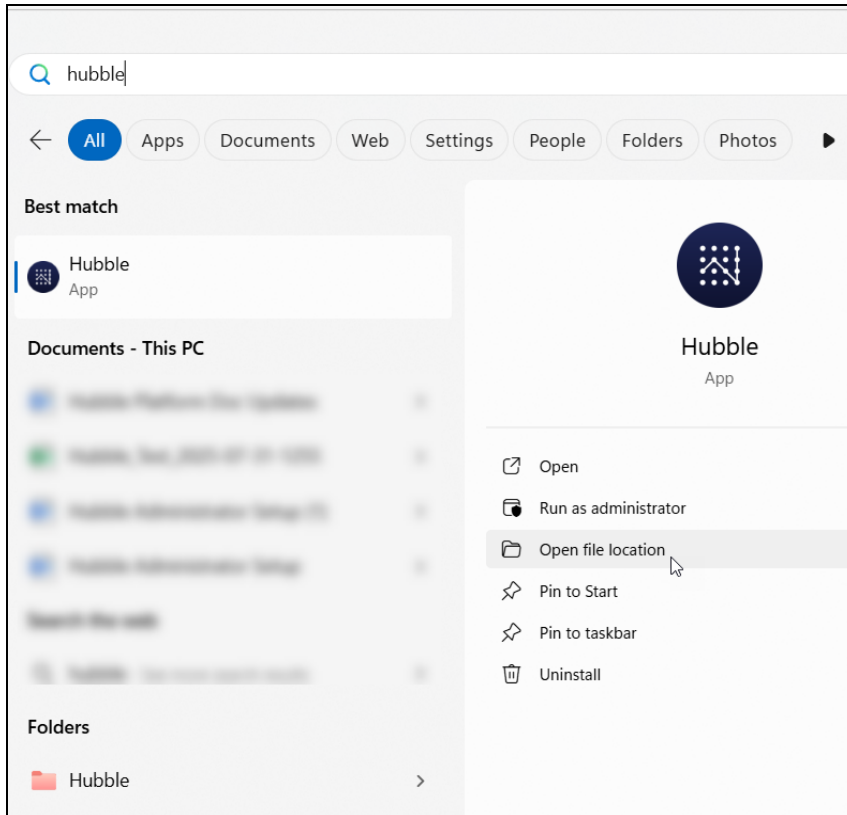 hubble
All Apps Documents Web Settings People Folders Photos
Best match
Hubble
App
Documents - This PC
Folders
Hubble
Hubble
App
Open
Run as administrator
Open file location
Pin to Start
Pin to taskbar
Uninstall